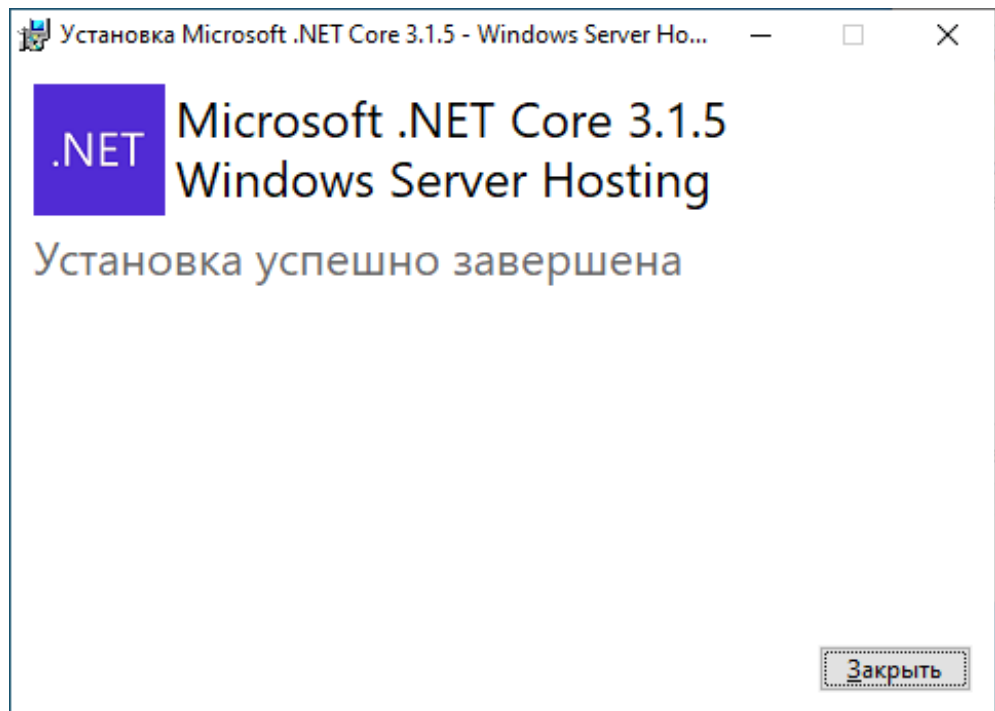 Установка Microsoft .NET Core 3.1.5 - Windows Server Ho...
.NET
Microsoft .NET Core 3.1.5
Windows Server Hosting
Установка успешно завершена
Закрыть